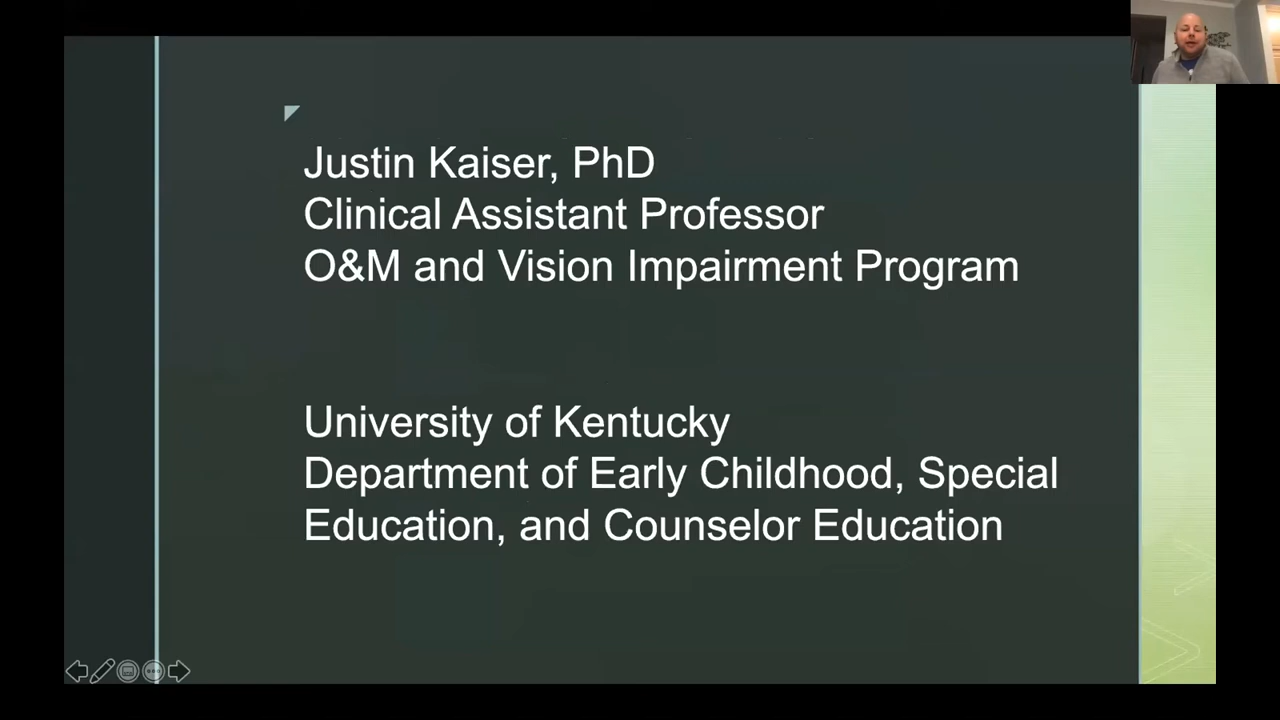 Justin Kaiser, PhD
Clinical Assistant Professor
O&M and Vision Impairment Program
University of Kentucky
Department of Early Childhood, Special
Education, and Counselor Education